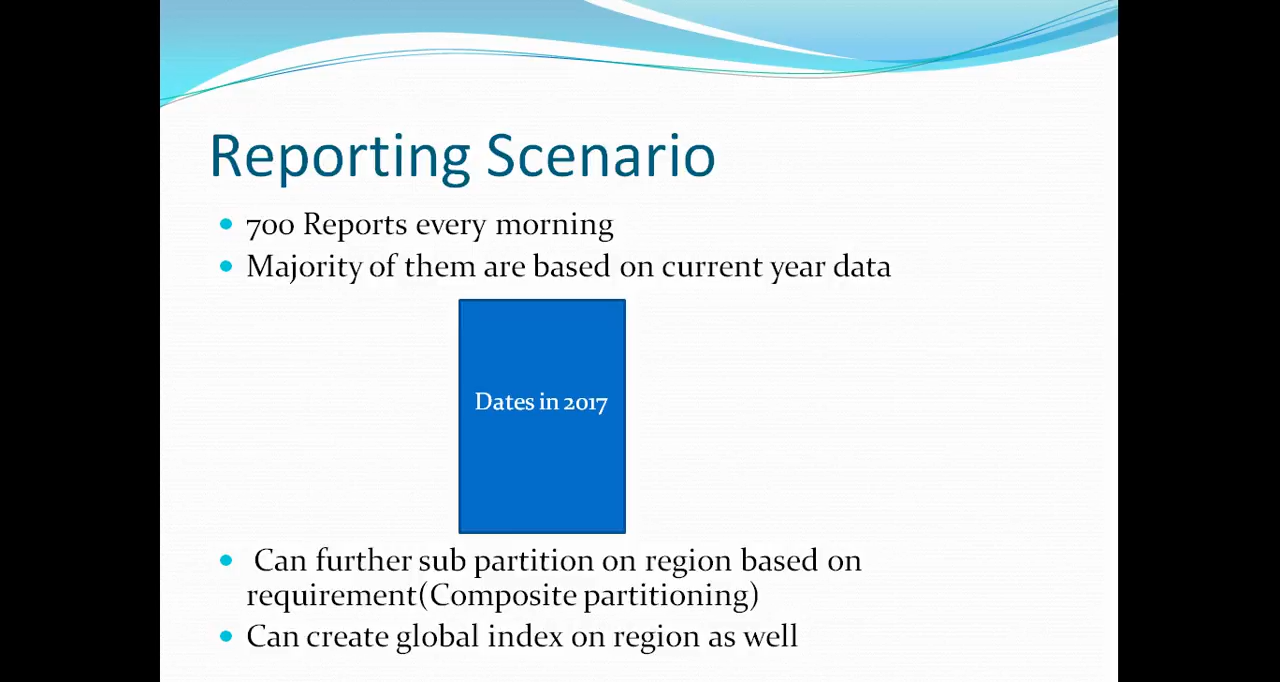 Reporting Scenario
700 Reports every morning
Majority of them are based on current year data
Dates in 2017
Can further sub partition on region based on
requirement(Composite partitioning)
Can create global index on region as well